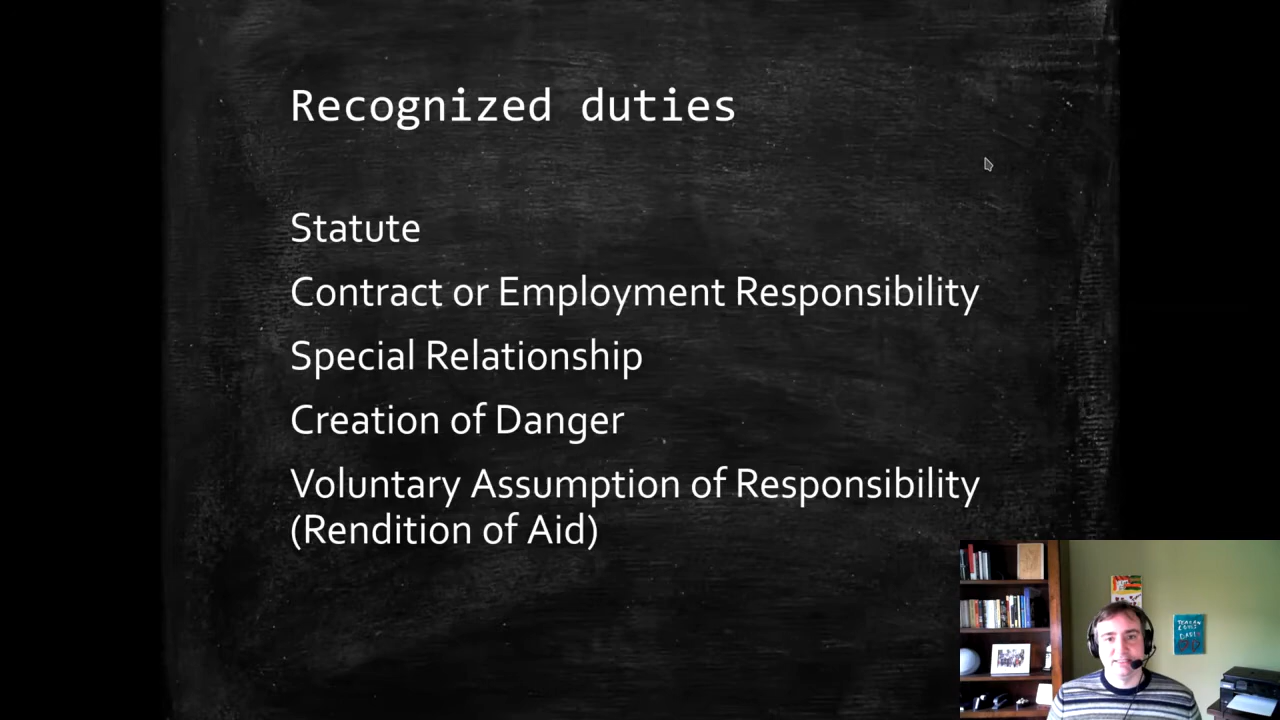 Recognized duties
Statute
Contract or Employment Responsibility
Special Relationship
Creation of Danger
Voluntary Assumption of Responsibility
(Rendition of Aid)